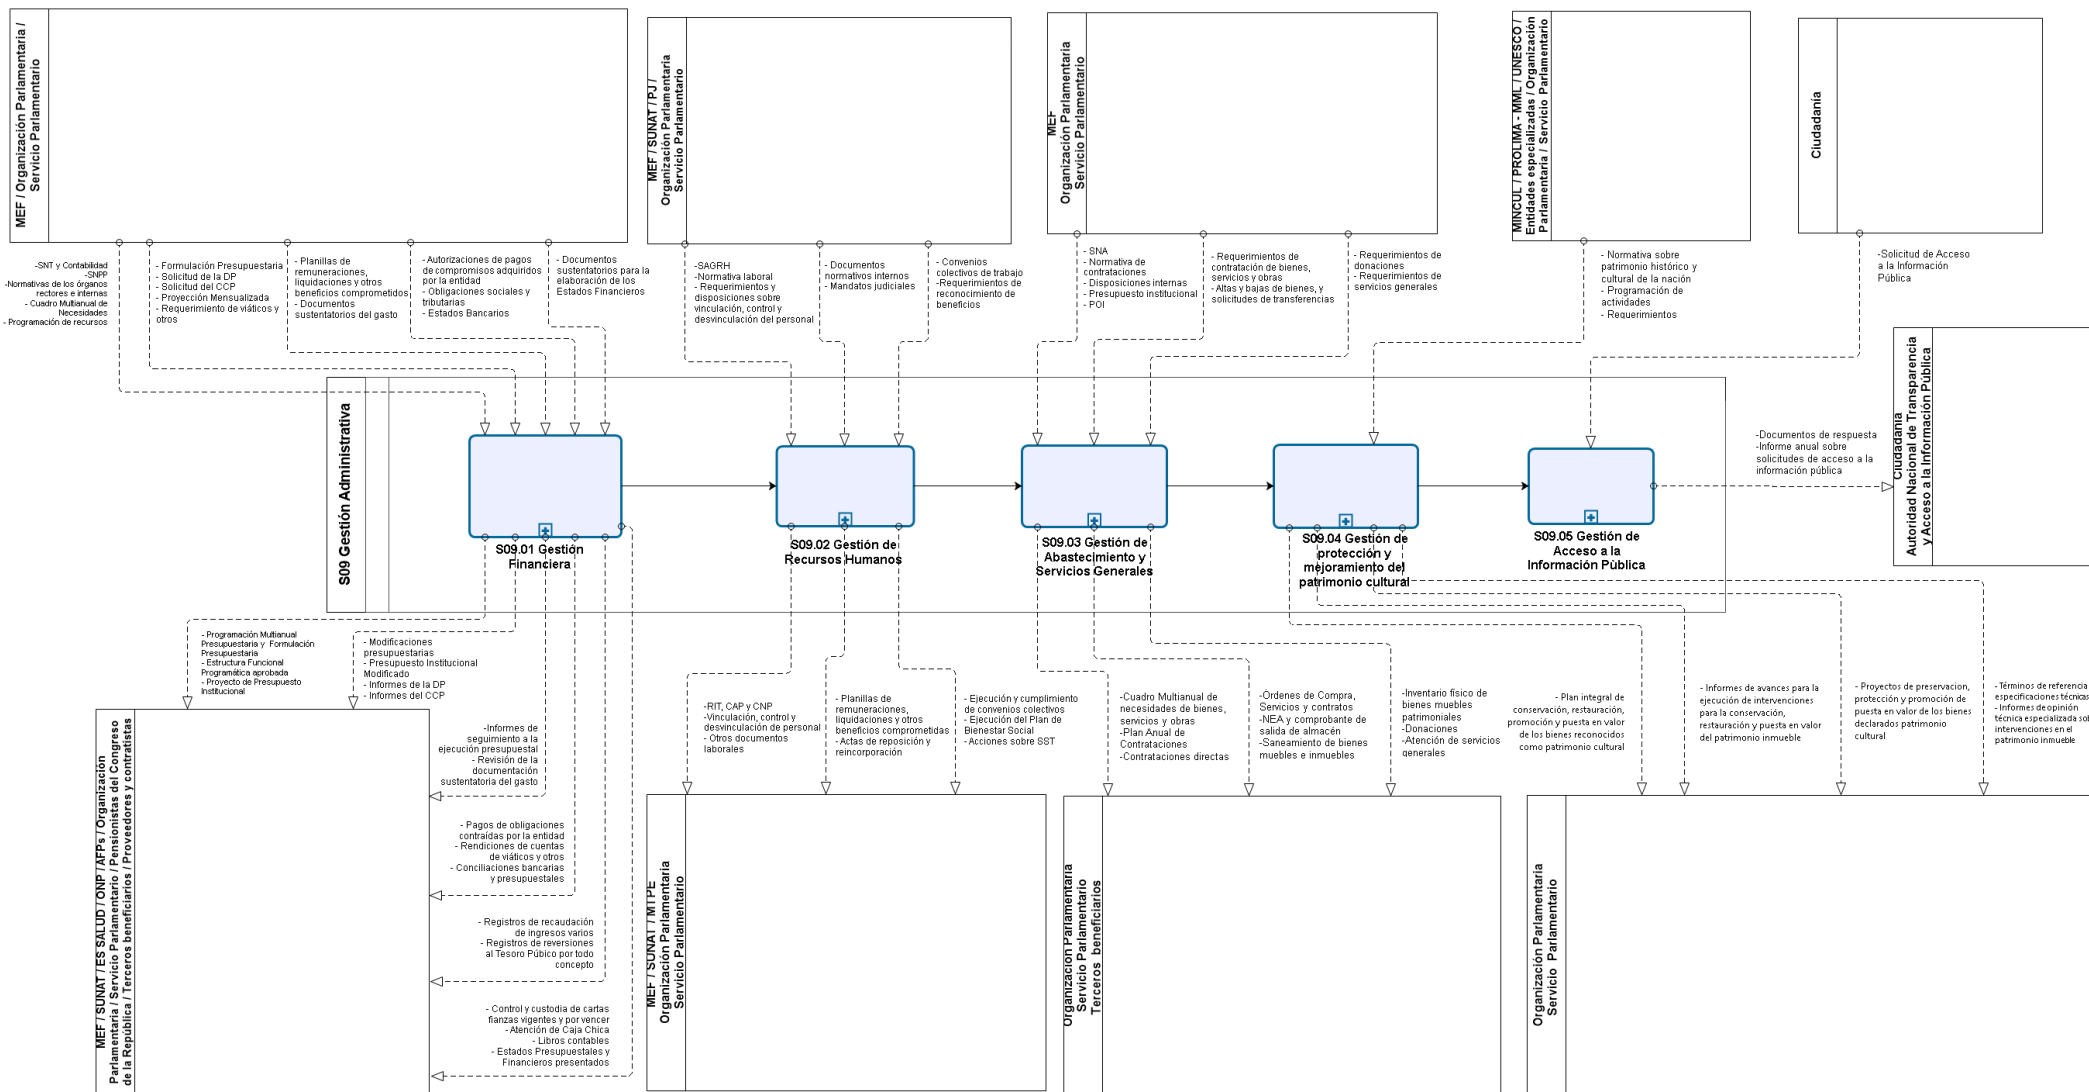 MEF / Organización Parlamentaria /
Servicio Parlamentario
MEF / SUNAT / PJ /
Organización Parlamentaria
Servicio Parlamentario
MEF
Organización Parlamentaria
Servicio Parlamentario
MINCUL / PROLIMA - MML / UNESCO /
Entidades especializadas / Organización
Parlamentaria / Servicio Parlamentario
Ciudadanía
-SNT y Contabilidad
-SNPP
-Normativas de los órganos
rectores e internas
- Cuadro Multianual de
Necesidades
- Programación de recursos
- Formulación Presupuestaria
- Solicitud de la DP
- Solicitud del CCP
- Proyección Mensualizada
- Requerimiento de viáticos y
otros
- Planillas de
remuneraciones,
liquidaciones y otros
beneficios comprometidos
- Documentos
sustentatorios del gasto
- Autorizaciones de pagos
de compromisos adquiridos
por la entidad
- Obligaciones sociales y
tributarias
- Estados Bancarios
- Documentos
sustentatorios para la
elaboración de los
Estados Financieros
-SAGRH
-Normativa laboral
- Requerimientos y
disposiciones sobre
vinculación, control y
desvinculación del personal
- Documentos
normativos internos
- Mandatos judiciales
- Convenios
colectivos de trabajo
-Requerimientos de
reconocimiento de
beneficios
- SNA
- Normativa de
contrataciones
- Disposiciones internas
- Presupuesto institucional
- POI
- Requerimientos de
contratación de bienes,
servicios y obras
- Altas y bajas de bienes, y
solicitudes de transferencias
- Requerimientos de
donaciones
- Requerimientos de
servicios generales
- Normativa sobre
patrimonio histórico y
cultural de la nación
- Programación de
actividades
- Requerimientos
-Solicitud de Acceso
a la Información
Pública
S09 Gestión Administrativa
S09.01 Gestión
Financiera
S09.02 Gestión de
Recursos Humanos
S09.03 Gestión de
Abastecimiento y
Servicios Generales
S09.04 Gestión de
protección y
mejoramiento del
patrimonio cultural
S09.05 Gestión de
Acceso a la
Información Pùblica
-Documentos de respuesta
-Informe anual sobre
solicitudes de acceso a la
información pública
Ciudadanía
Autoridad Nacional de Transparencia
y Acceso a la Información Pública
- Programación Multianual
Presupuestaria y Formulación
Presupuestaria
- Estructura Funcional
Programática aprobada
- Proyecto de Presupuesto
Institucional
- Modificaciones
presupuestarias
- Presupuesto Institucional
Modificado
- Informes de la DP
- Informes del CCP
-Informes de
seguimiento a la
ejecución presupuestal
- Revisión de la
documentación
sustentatoria del gasto
- Pagos de obligaciones
contraídas por la entidad
- Rendiciones de cuentas
de viáticos y otros
- Conciliaciones bancarias
y presupuestales
- Registros de recaudación
de ingresos varios
- Registros de reversiones
al Tesoro Púbico por todo
concepto
- Control y custodia de cartas
fianzas vigentes y por vencer
- Atención de Caja Chica
- Libros contables
- Estados Presupuestales y
Financieros presentados
-RIT, CAP y CNP
-Vinculación, control y
desvinculación de personal
- Otros documentos
laborales
- Planillas de
remuneraciones,
liquidaciones y otros
beneficios comprometidas
- Actas de reposición y
reincorporación
- Ejecución y cumplimiento
de convenios colectivos
- Ejecución del Plan de
Bienestar Social
- Acciones sobre SST
-Cuadro Multianual de
necesidades de bienes,
servicios y obras
-Plan Anual de
Contrataciones
-Contrataciones directas
-Órdenes de Compra,
Servicios y contratos
-NEA y comprobante de
salida de almacén
-Saneamiento de bienes
muebles e inmuebles
-Inventario físico de
bienes muebles
patrimoniales
-Donaciones
-Atención de servicios
generales
- Plan integral de
conservación, restauración,
promoción y puesta en valor
de los bienes reconocidos
como patrimonio cultural
- Informes de avances para la
ejecución de intervenciones
para la conservación,
restauración y puesta en valor
del patrimonio inmueble
- Proyectos de preservacion,
protección y promoción de
puesta en valor de los bienes
declarados patrimonio
cultural
- Términos de referencia
especificaciones técnicas
- Informes de opinión
técnica especializada
intervenciones en el
patrimonio inmueble
MEF / SUNAT / ES SALUD / ONP / AFPs / Organización
Parlamentaria / Servicio Parlamentario / Pensionistas del Congreso
de la República / Terceros beneficiarios / Proveedores y contratistas
MEF / SUNAT / MTPE
Organización Parlamentaria
Servicio Parlamentario
Organización Parlamentaria
Servicio Parlamentario
Terceros beneficiarios
Organización Parlamentaria
Servicio Parlamentario